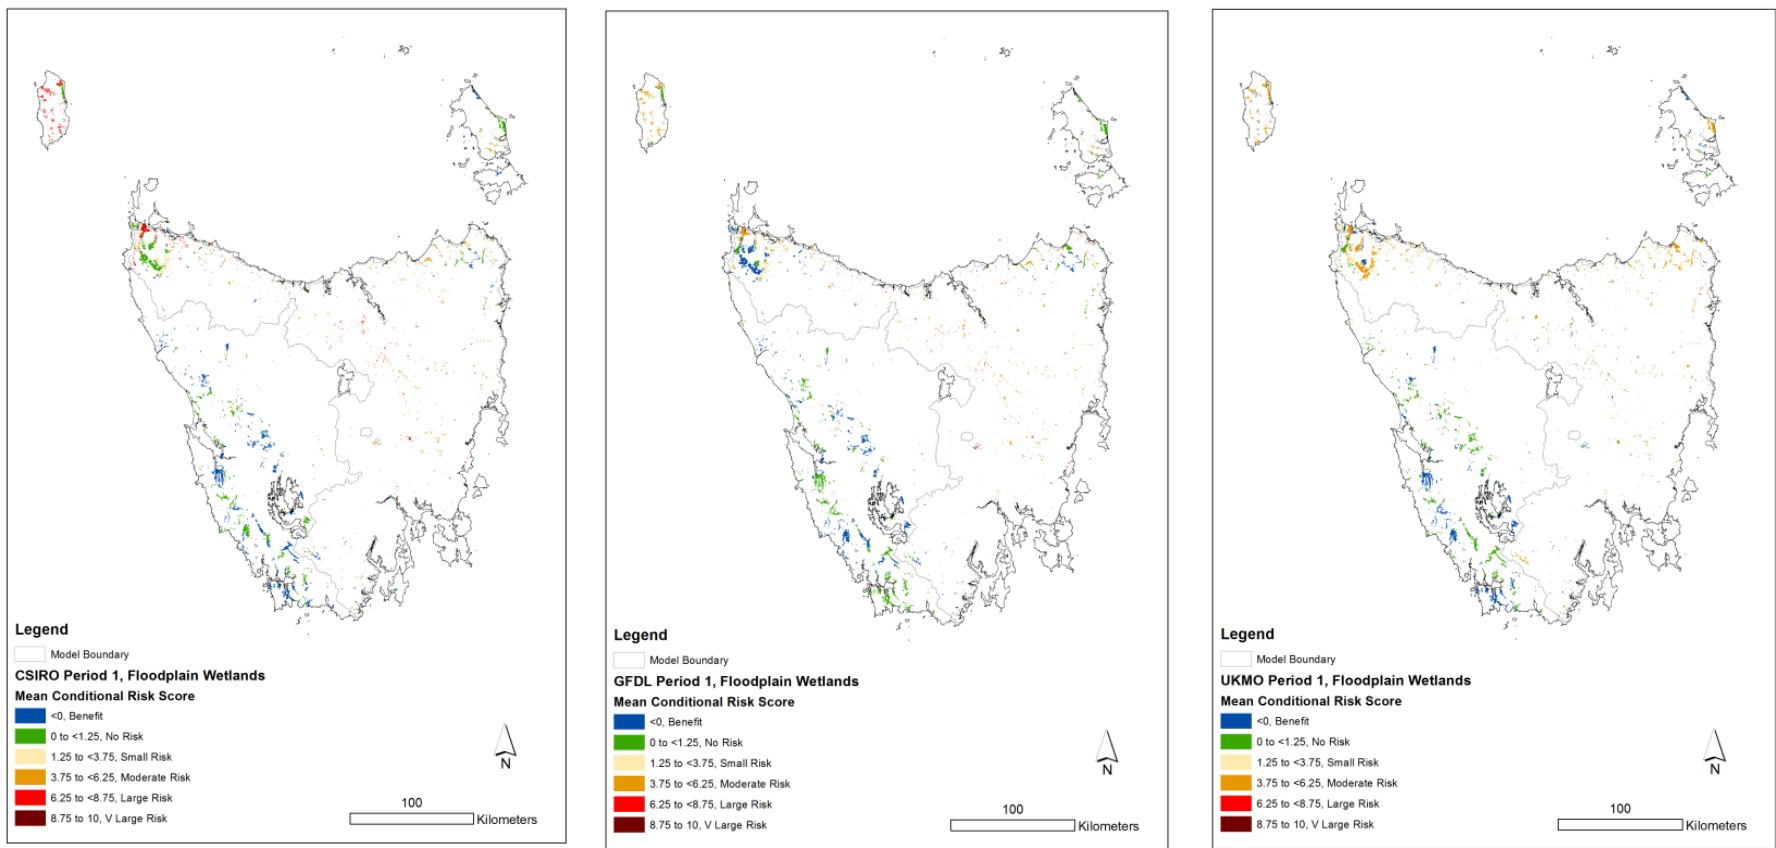 Legend
Model Boundary
CSIRO Period 1, Floodplain Wetlands
Mean Conditional Risk Score
<0, Benefit
0 to <1.25, No Risk
1.25 to <3.75, Small Risk
3.75 to <6.25, Moderate Risk
6.25 to <8.75, Large Risk
8.75 to 10, V Large Risk
N
100
Kilometers
Legend
Model Boundary
GFDL Period 1, Floodplain Wetlands
Mean Conditional Risk Score
<0, Benefit
0 to <1.25, No Risk
1.25 to <3.75, Small Risk
3.75 to <6.25, Moderate Risk
6.25 to <8.75, Large Risk
8.75 to 10, V Large Risk
N
100
Kilometers
Legend
Model Boundary
UKMO Period 1, Floodplain Wetlands
Mean Conditional Risk Score
<0, Benefit
0 to <1.25, No Risk
1.25 to <3.75, Small Risk
3.75 to <6.25, Moderate Risk
6.25 to <8.75, Large Risk
8.75 to 10, V Large Risk
N
100
Kilometers